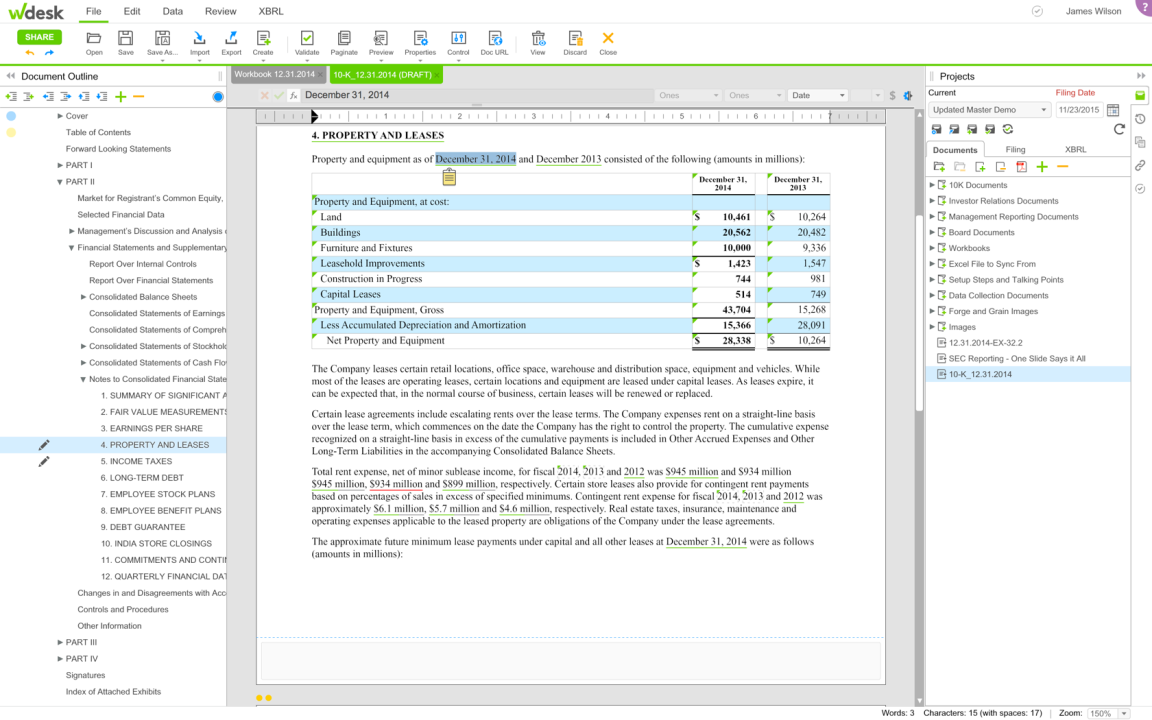 wdesk
File Edit Data Review XBRL
James Wilson
?
SHARE
Open Save Save As... Import Export Create Validate Paginate Preview Properties Control Doc URL View Discard Close
Document Outline
Workbook 12.31.2014 ×
10-K_12.31.2014 (DRAFT) ×
fx December 31, 2014
Ones Ones Date $
1 2 3 4 5 6 7
Cover
Table of Contents
Forward Looking Statements
PART I
PART II
Market for Registrant's Common Equity,
Selected Financial Data
Management's Discussion and Analysis
Financial Statements and Supplementary
Report Over Internal Controls
Report Over Financial Statements
Consolidated Balance Sheets
Consolidated Statements of Earnings
Consolidated Statements of Compreh
Consolidated Statements of Stockhol
Consolidated Statements of Cash Flo
Notes to Consolidated Financial State
1. SUMMARY OF SIGNIFICANT A
2. FAIR VALUE MEASUREMENT
3. EARNINGS PER SHARE
4. PROPERTY AND LEASES
5. INCOME TAXES
6. LONG-TERM DEBT
7. EMPLOYEE STOCK PLANS
8. EMPLOYEE BENEFIT PLANS
9. DEBT GUARANTEE
10. INDIA STORE CLOSINGS
11. COMMITMENTS AND CONTI
12. QUARTERLY FINANCIAL DA
Changes in and Disagreements with Acc
Controls and Procedures
Other Information
PART III
PART IV
Signatures
Index of Attached Exhibits
4. PROPERTY AND LEASES
Property and equipment as of December 31, 2014 and December 2013 consisted of the following (amounts in millions):
December 31, 2014 December 31, 2013
Property and Equipment, at cost:
Land $ 10,461 $ 10,264
Buildings 20,562 20,482
Furniture and Fixtures 10,000 9,336
Leasehold Improvements $ 1,423 1,547
Construction in Progress 744 981
Capital Leases 514 749
Property and Equipment, Gross 43,704 15,268
Less Accumulated Depreciation and Amortization 15,366 28,091
Net Property and Equipment $ 28,338 $ 10,264
The Company leases certain retail locations, office space, warehouse and distribution space, equipment and vehicles. While
most of the leases are operating leases, certain locations and equipment are leased under capital leases. As leases expire, it
can be expected that, in the normal course of business, certain leases will be renewed or replaced.
Certain lease agreements include escalating rents over the lease terms. The Company expenses rent on a straight-line basis
over the lease term, which commences on the date the Company has the right to control the property. The cumulative expense
recognized on a straight-line basis in excess of the cumulative payments is included in Other Accrued Expenses and Other
Long-Term Liabilities in the accompanying Consolidated Balance Sheets.
Total rent expense, net of minor sublease income, for fiscal 2014, 2013 and 2012 was $945 million and $934 million
$945 million, $934 million and $899 million, respectively. Certain store leases also provide for contingent rent payments
based on percentages of sales in excess of specified minimums. Contingent rent expense for fiscal 2014, 2013 and 2012 was
approximately $6.1 million, $5.7 million and $4.6 million, respectively. Real estate taxes, insurance, maintenance and
operating expenses applicable to the leased property are obligations of the Company under the lease agreements.
The approximate future minimum lease payments under capital and all other leases at December 31, 2014 were as follows
(amounts in millions):
Projects
Current Filing Date
Updated Master Demo 11/23/2015
Documents Filing XBRL
10K Documents
Investor Relations Documents
Management Reporting Documents
Board Documents
Workbooks
Excel File to Sync From
Setup Steps and Talking Points
Data Collection Documents
Forge and Grain Images
Images
12.31.2014-EX-32.2
SEC Reporting - One Slide Says it All
10-K_12.31.2014
Words: 3 Characters: 15 (with spaces: 17) | Zoom: 150%